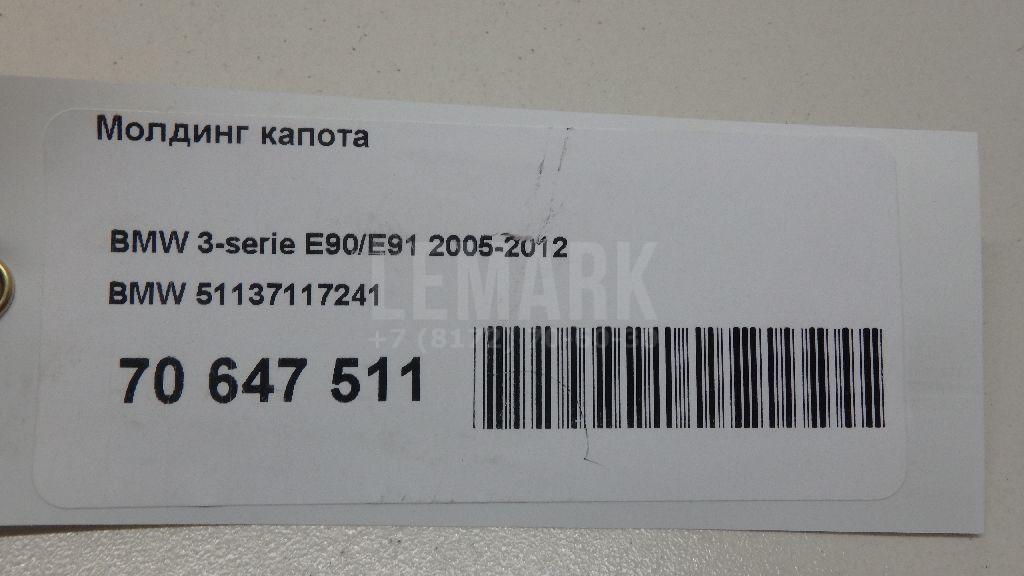 Молдинг капота
BMW 3-serie E90/E91 2005-2012
BMW 51137117241
LEMARK
70 647 511